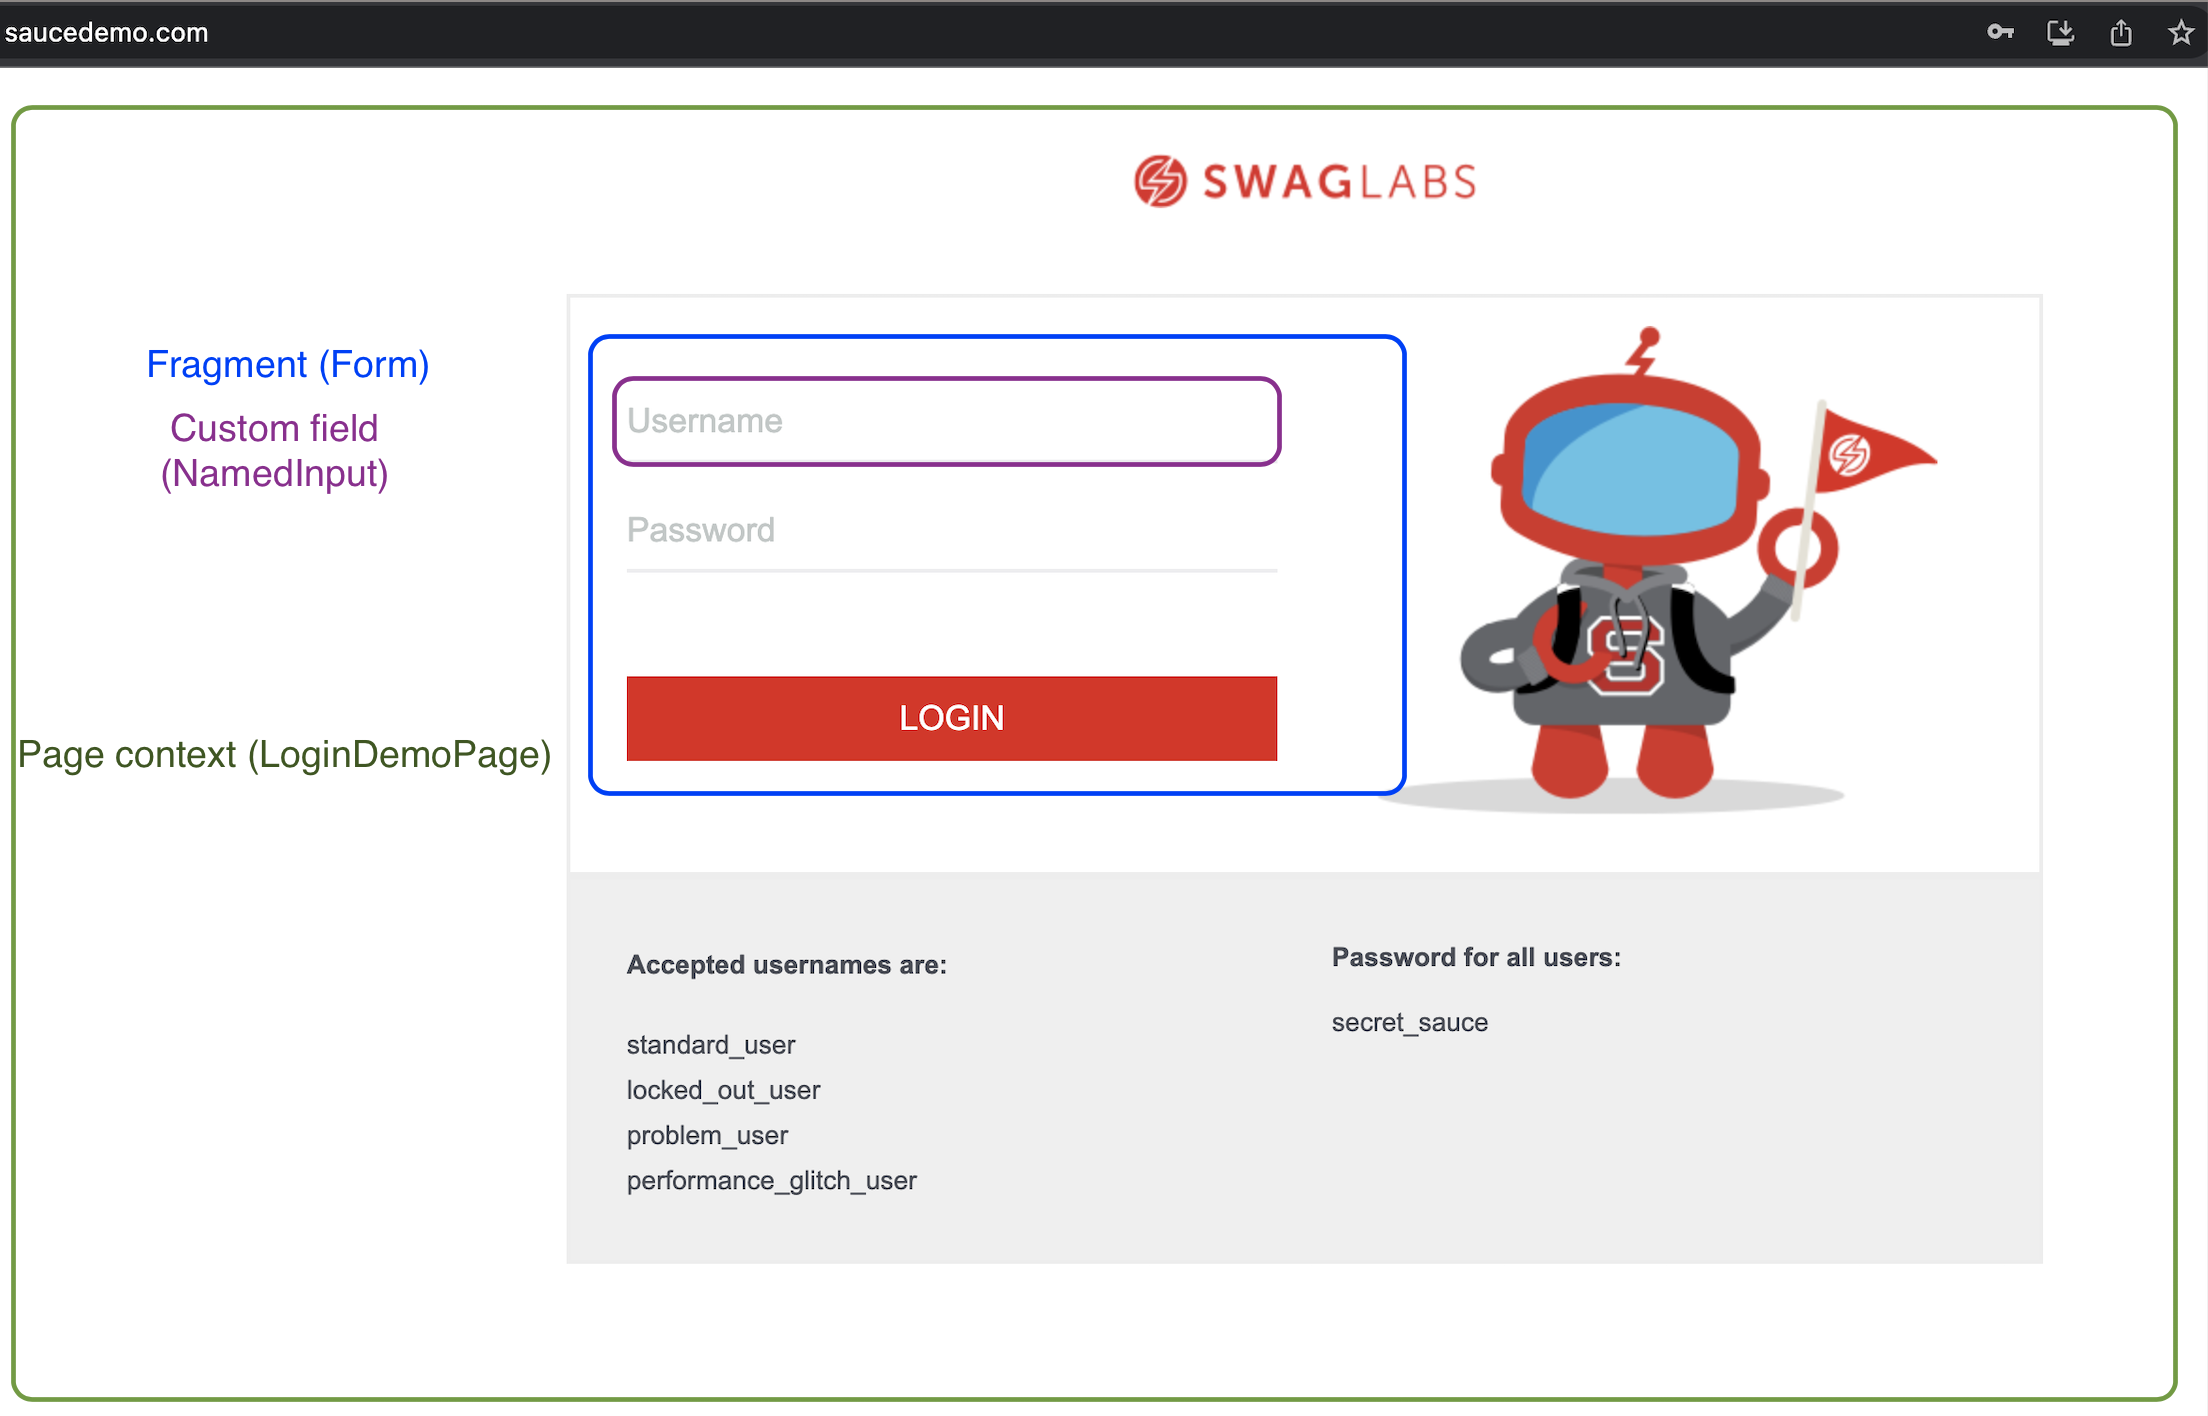 saucedemo.com
SWAGLABS
Fragment (Form)
Custom field
(NamedInput)
Username
Password
LOGIN
S
Page context (LoginDemoPage)
Accepted usernames are:
standard_user
locked_out_user
problem_user
performance_glitch_user
Password for all users:
secret_sauce